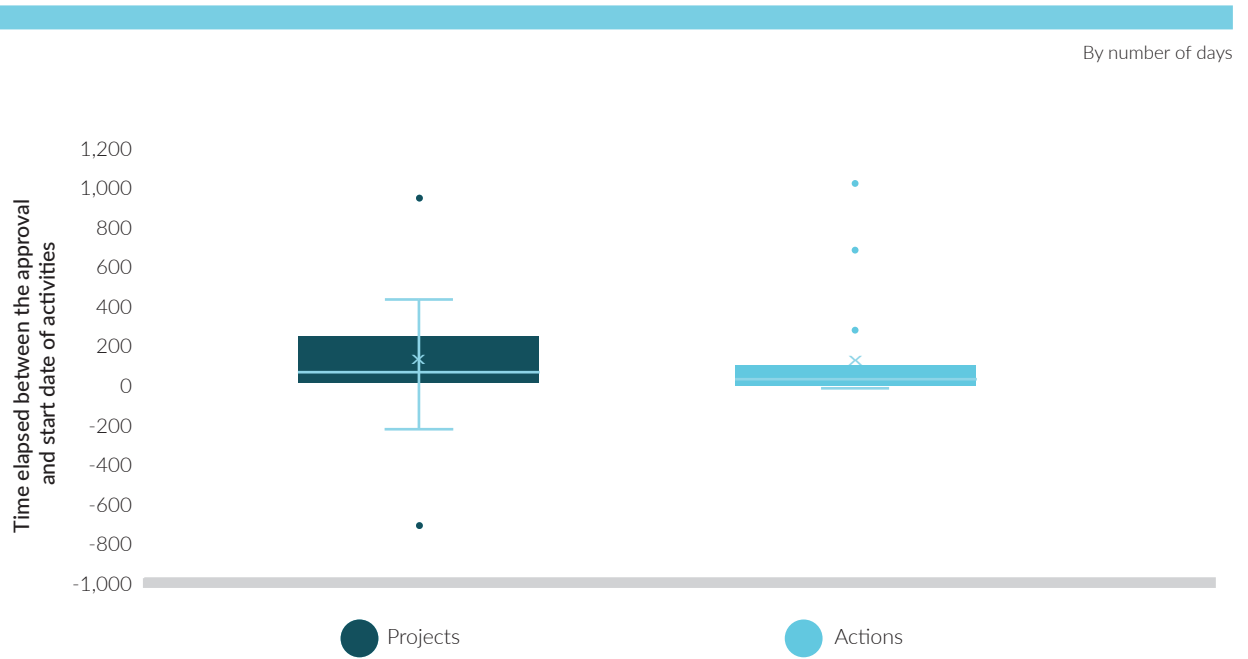 By number of days
Time elapsed between the approval
and start date of activities
1,200
1,000
800
600
400
200
0
-200
-400
-600
-800
-1,000
Projects
Actions